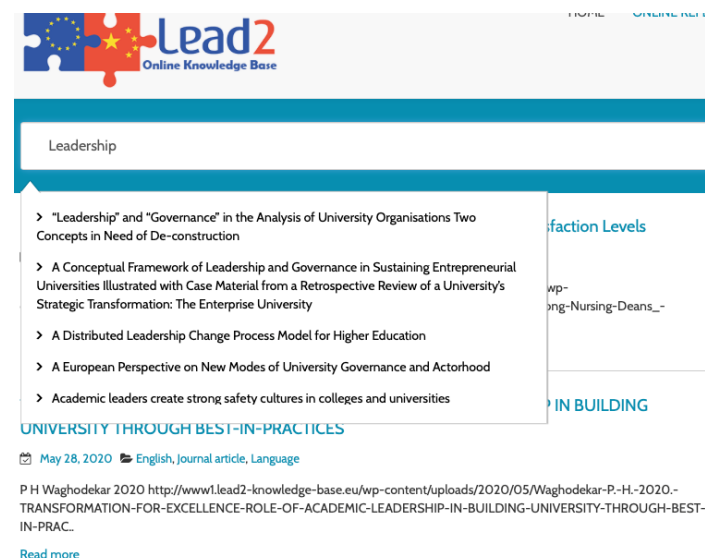 HOME ONLINE REP
Lead2
Online Knowledge Base
Leadership
> "Leadership" and "Governance" in the Analysis of University Organisations Two
Concepts in Need of De-construction
> A Conceptual Framework of Leadership and Governance in Sustaining Entrepreneurial
Universities Illustrated with Case Material from a Retrospective Review of a University's
Strategic Transformation: The Enterprise University
> A Distributed Leadership Change Process Model for Higher Education
> A European Perspective on New Modes of University Governance and Actorhood
> Academic leaders create strong safety cultures in colleges and universities
sfaction Levels
wp-
ong-Nursing-Deans_-
P IN BUILDING
UNIVERSITY THROUGH BEST-IN-PRACTICES
May 28, 2020 English, Journal article, Language
P H Waghodekar 2020 http://www1.lead2-knowledge-base.eu/wp-content/uploads/2020/05/Waghodekar-P.-H.-2020.-
TRANSFORMATION-FOR-EXCELLENCE-ROLE-OF-ACADEMIC-LEADERSHIP-IN-BUILDING-UNIVERSITY-THROUGH-BEST-
IN-PRAC..
Read more